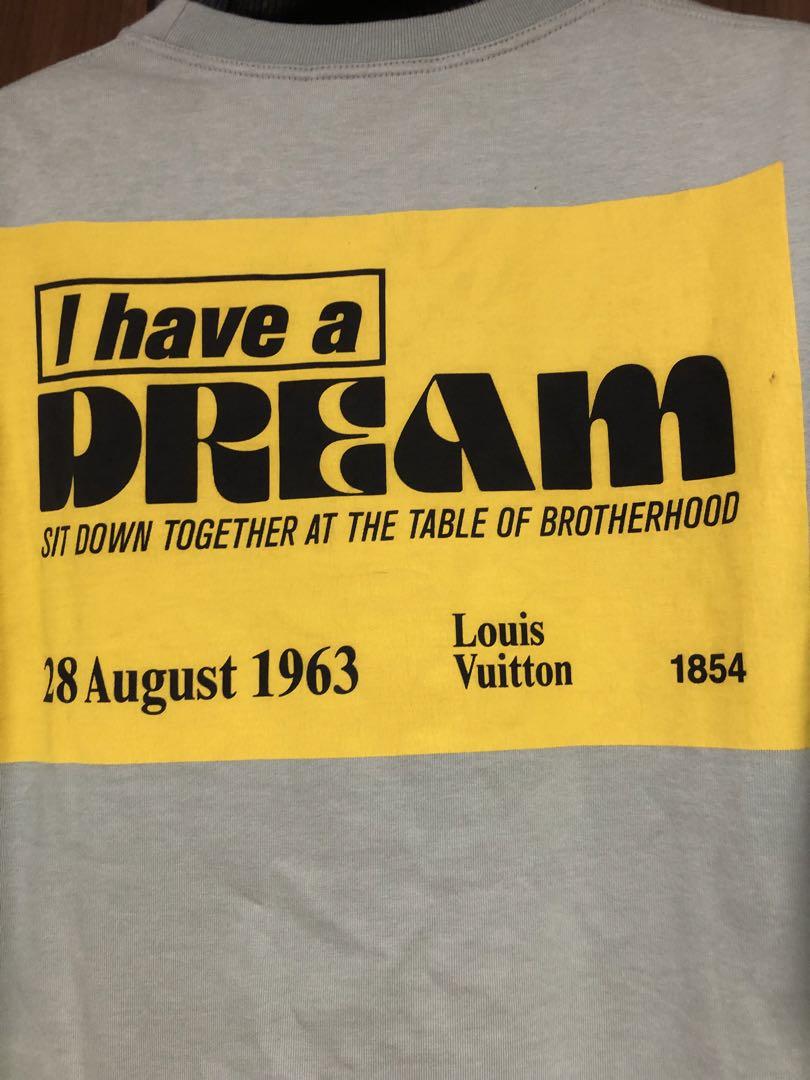 I have a
DREAM
SIT DOWN TOGETHER AT THE TABLE OF BROTHERHOOD
28 August 1963
Louis
Vuitton
1854